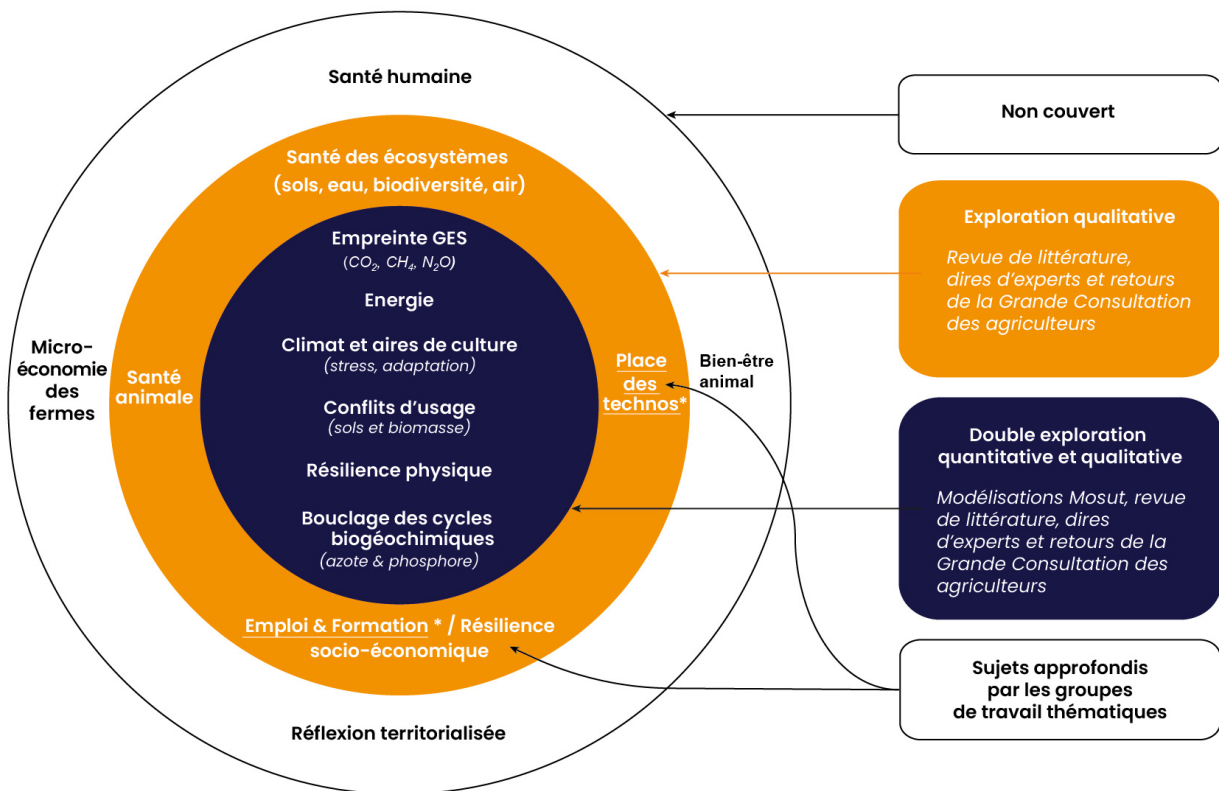 Santé humaine
Santé des écosystèmes
(sols, eau, biodiversité, air)
Empreinte GES
(CO₂, CH₄, N₂O)
Energie
Climat et aires de culture
(stress, adaptation)
Conflits d’usage
(sols et biomasse)
Résilience physique
Bouclage des cycles
biogéochimiques
(azote & phosphore)
Micro-
économie
des
fermes
Santé
animale
Place
des
technos*
Bien-être
animal
Emploi & Formation * / Résilience
socio-économique
Réflexion territorialisée
Non couvert
Exploration qualitative
Revue de littérature,
dires d’experts et retours
de la Grande Consultation
des agriculteurs
Double exploration
quantitative et qualitative
Modélisations Mosut, revue
de littérature, dires
d’experts et retours de la
Grande Consultation des
agriculteurs
Sujets approfondis
par les groupes
de travail thématiques